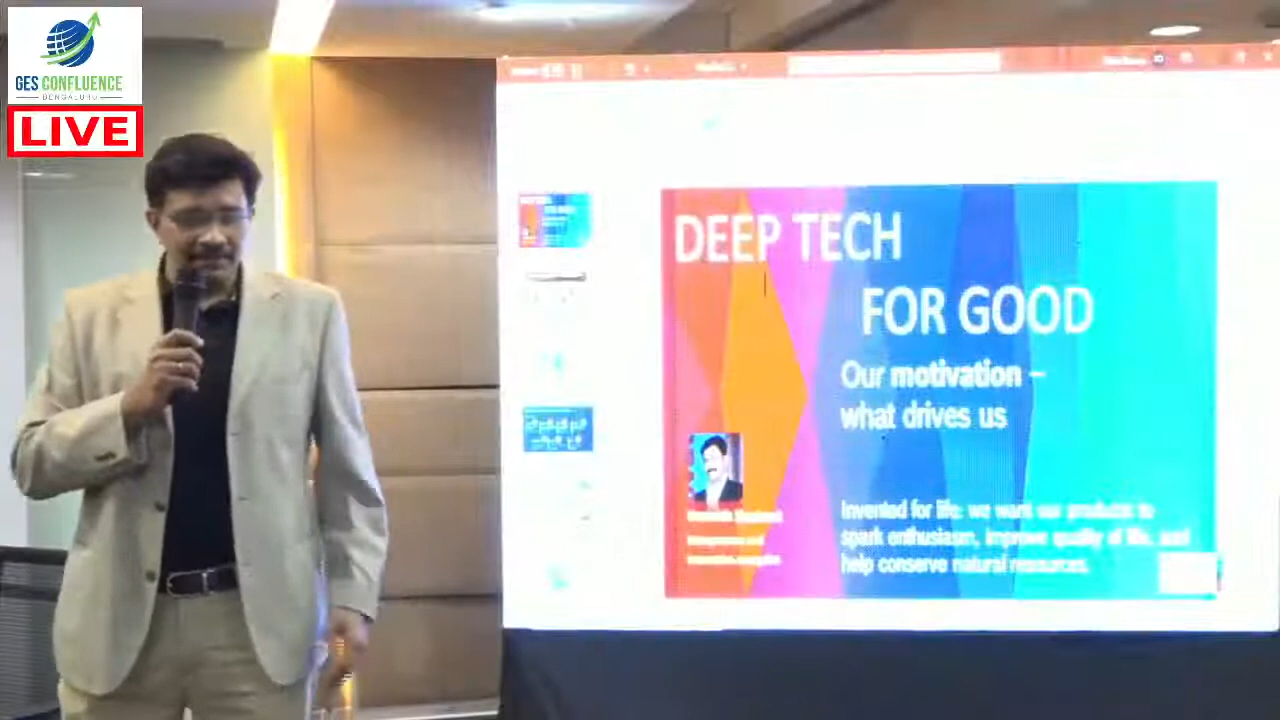 GES CONFLUENCE
BENGALURU
LIVE
DEEP TECH
FOR GOOD
Our motivation –
what drives us
Invented for life: we want our products to
spark enthusiasm, improve quality of life, and
help conserve natural resources.